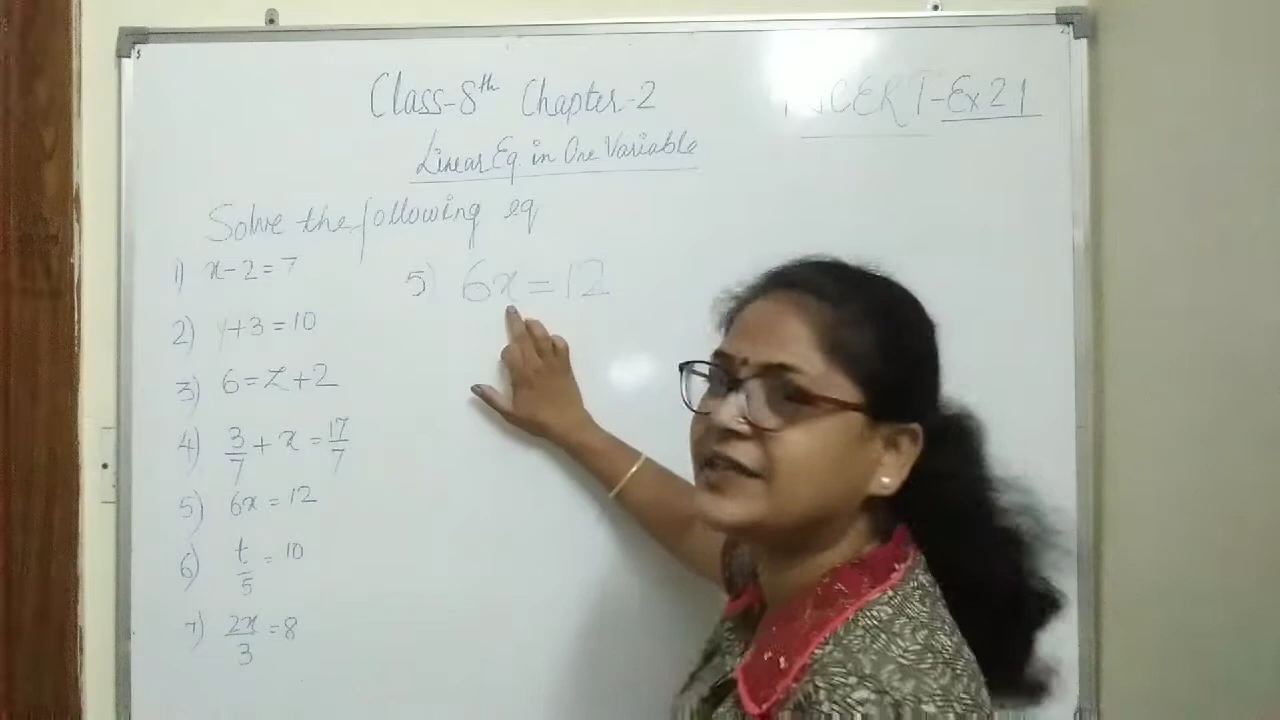 Class-8th Chapter-2
NCERT-Ex 2.1
Linear Eq. in One Variable
Solve the following eq
1) x-2=7
2) y+3=10
3) 6=z+2
4) 3/7 + x = 17/7
5) 6x=12
6) t/5 = 10
7) 2x/3 = 8
5) 6x=12